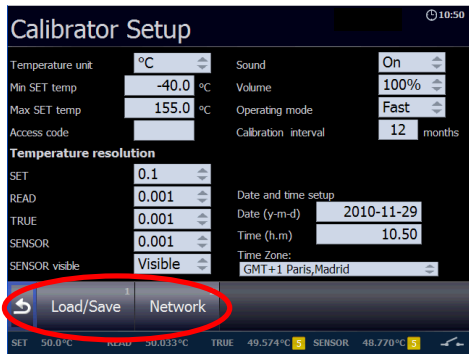 Calibrator Setup
10:50
Temperature unit °C
Min SET temp -40.0 °C
Max SET temp 155.0 °C
Access code
Temperature resolution
SET 0.1
READ 0.001
TRUE 0.001
SENSOR 0.001
SENSOR visible Visible
Sound On
Volume 100%
Operating mode Fast
Calibration interval 12 months
Date and time setup
Date (y-m-d) 2010-11-29
Time (h.m) 10.50
Time Zone:
GMT+1 Paris,Madrid
Load/Save 1
Network
SET 50.0°C READ 50.033°C TRUE 49.574°C 5 SENSOR 48.770°C 5